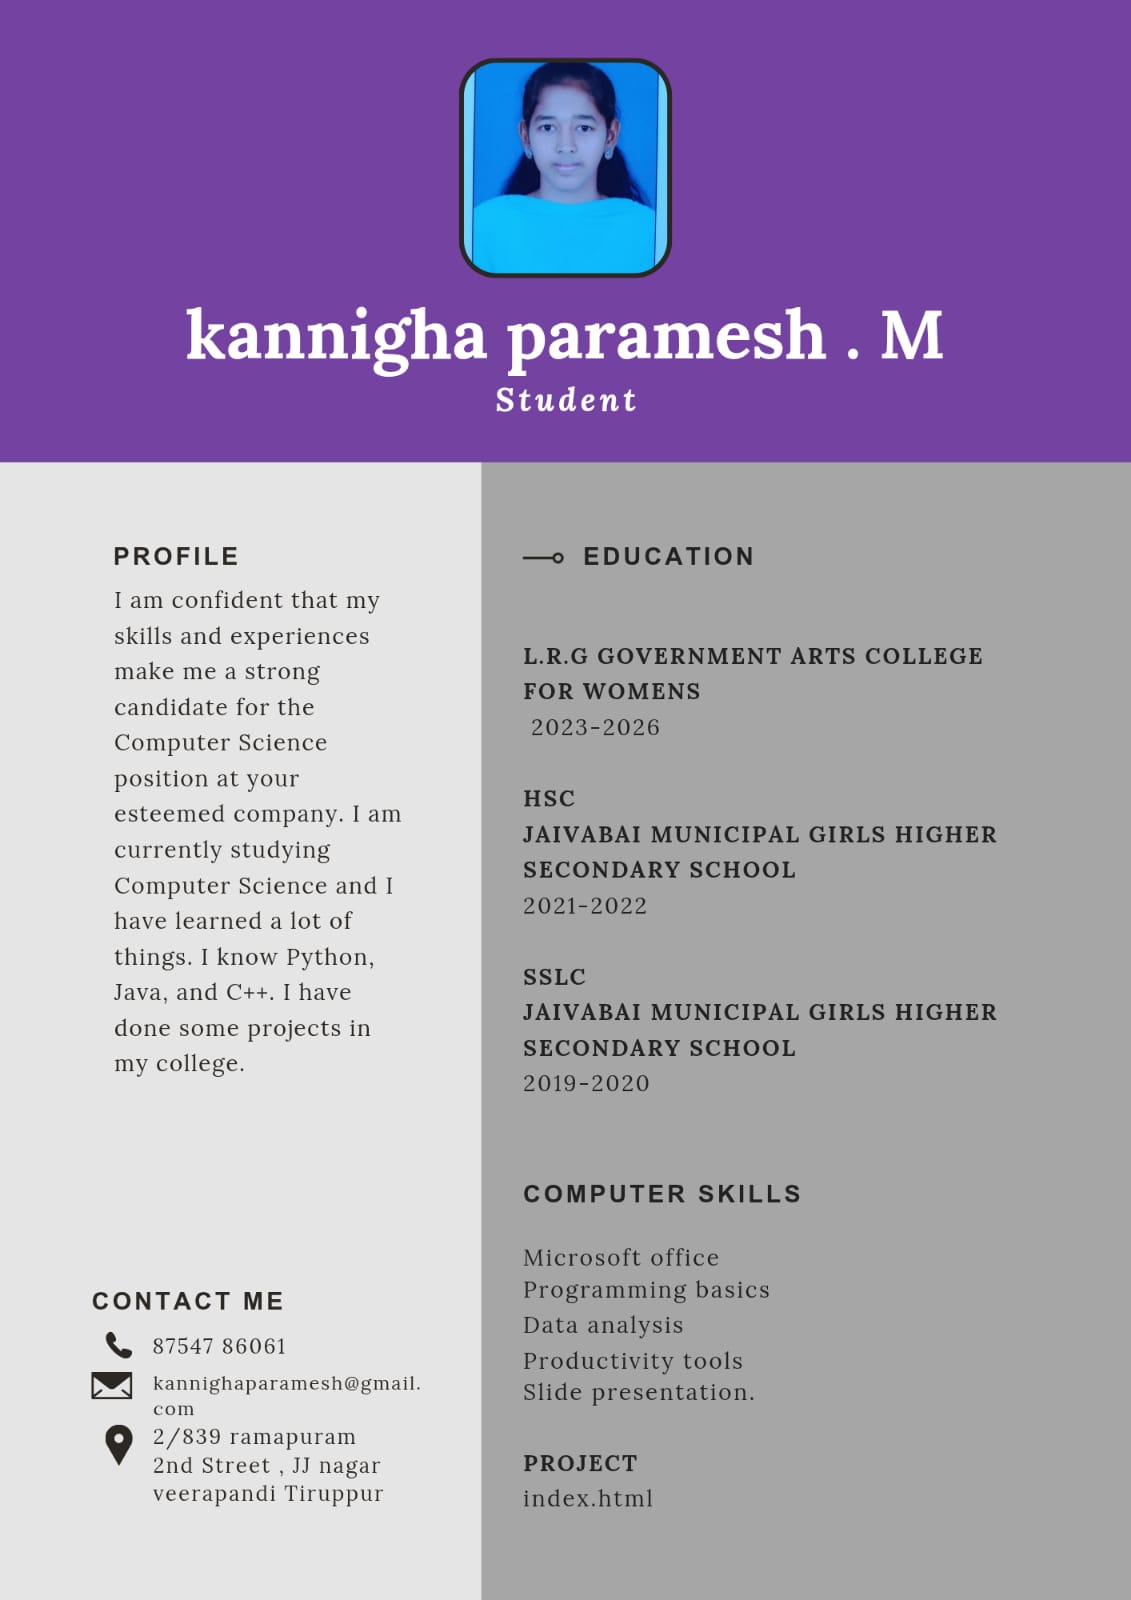 kannigha paramesh . M
Student
PROFILE
I am confident that my
skills and experiences
make me a strong
candidate for the
Computer Science
position at your
esteemed company. I am
currently studying
Computer Science and I
have learned a lot of
things. I know Python,
Java, and C++. I have
done some projects in
my college.
CONTACT ME
87547 86061
kannighaparamesh@gmail.
com
2/839 ramapuram
2nd Street , JJ nagar
veerapandi Tiruppur
EDUCATION
L.R.G GOVERNMENT ARTS COLLEGE
FOR WOMENS
2023-2026
HSC
JAIVABAI MUNICIPAL GIRLS HIGHER
SECONDARY SCHOOL
2021-2022
SSLC
JAIVABAI MUNICIPAL GIRLS HIGHER
SECONDARY SCHOOL
2019-2020
COMPUTER SKILLS
Microsoft office
Programming basics
Data analysis
Productivity tools
Slide presentation.
PROJECT
index.html